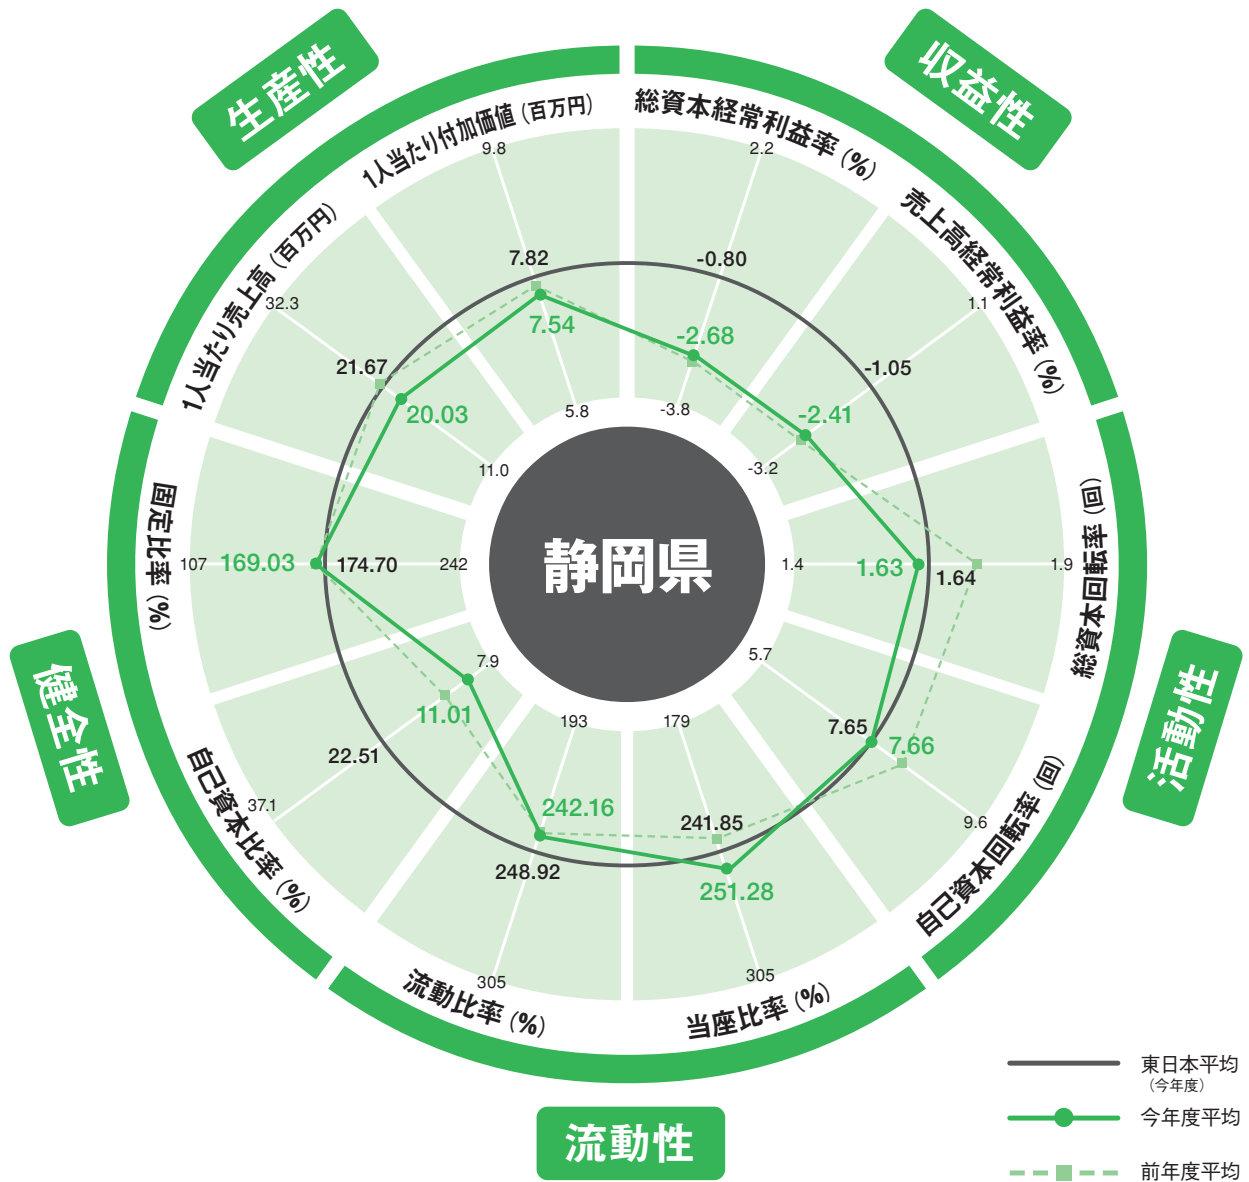 生産性
収益性
1人当たり付加価値（百万円）
総資本経常利益率（%）
9.8
2.2
1人当たり売上高（百万円）
売上高経常利益率（%）
7.82
-0.80
32.3
1.1
7.54
-2.68
21.67
-1.05
20.03
-2.41
5.8
-3.8
11.0
-3.2
固定比率（%）
総資本回転率（回）
107
169.03
174.70
242
静岡県
1.4
1.63
1.64
1.9
健全性
活動性
7.9
5.7
11.01
193
179
7.65
7.66
22.51
自己資本比率（%）
37.1
242.16
241.85
9.6
自己資本回転率（回）
248.92
251.28
305
305
流動比率（%）
当座比率（%）
流動性
東日本平均
（今年度）
今年度平均
前年度平均